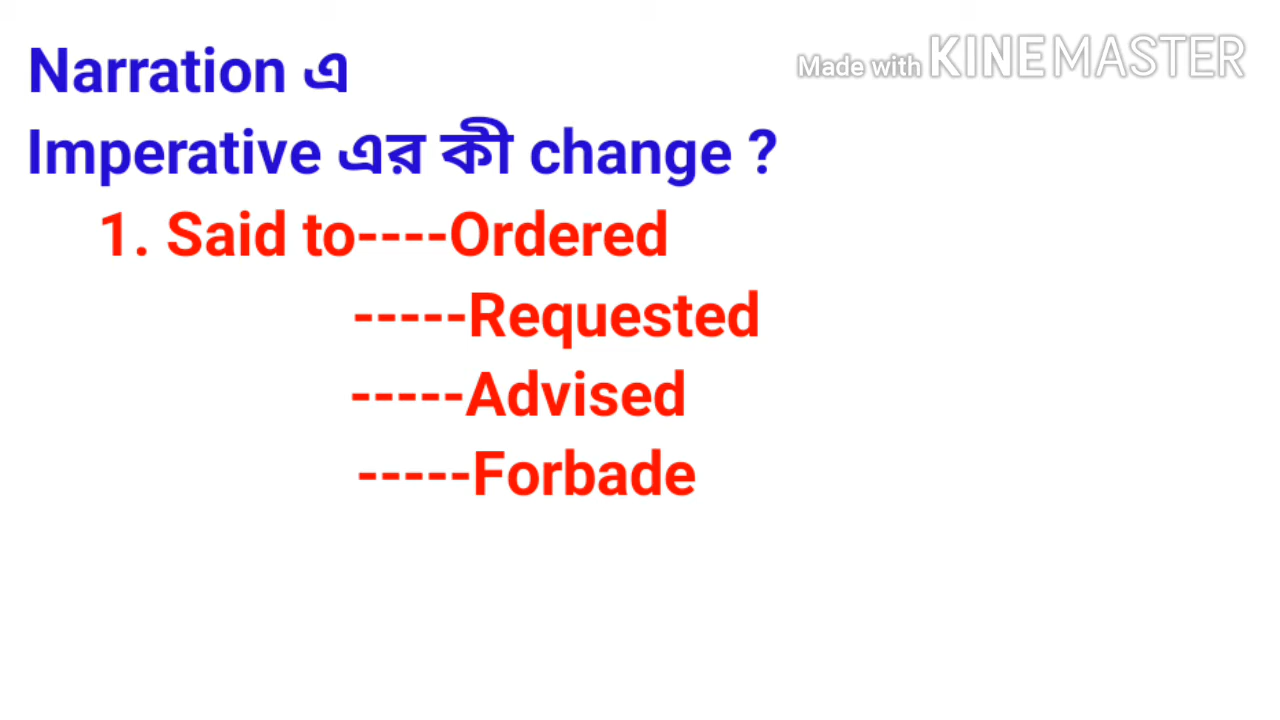 Made with KINEMASTER
Narration এ
Imperative এর কী change ?
1. Said to----Ordered
-----Requested
-----Advised
-----Forbade